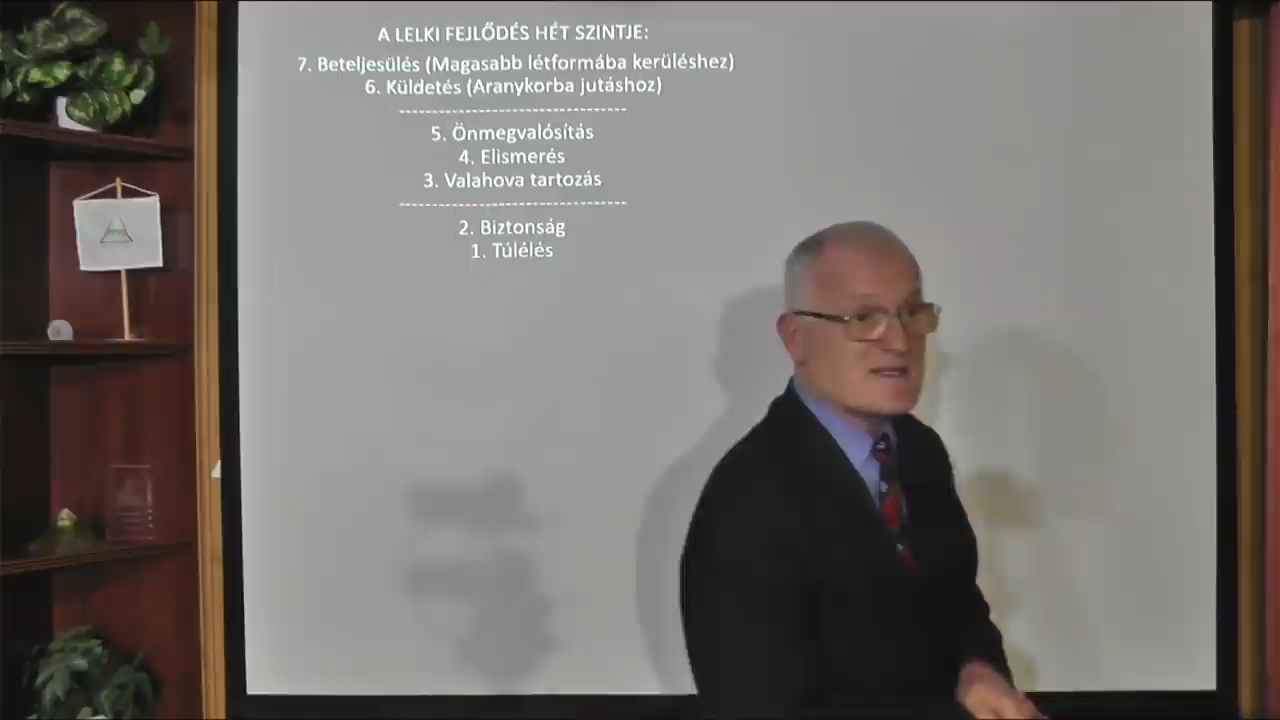 A LELKI FEJLŐDÉS HÉT SZINTJE:
7. Beteljesülés (Magasabb létformába kerüléshez)
6. Küldetés (Aranykorba jutáshoz)
-----------------------------------
5. Önmegvalósítás
4. Elismerés
3. Valahova tartozás
-----------------------------------
2. Biztonság
1. Túlélés